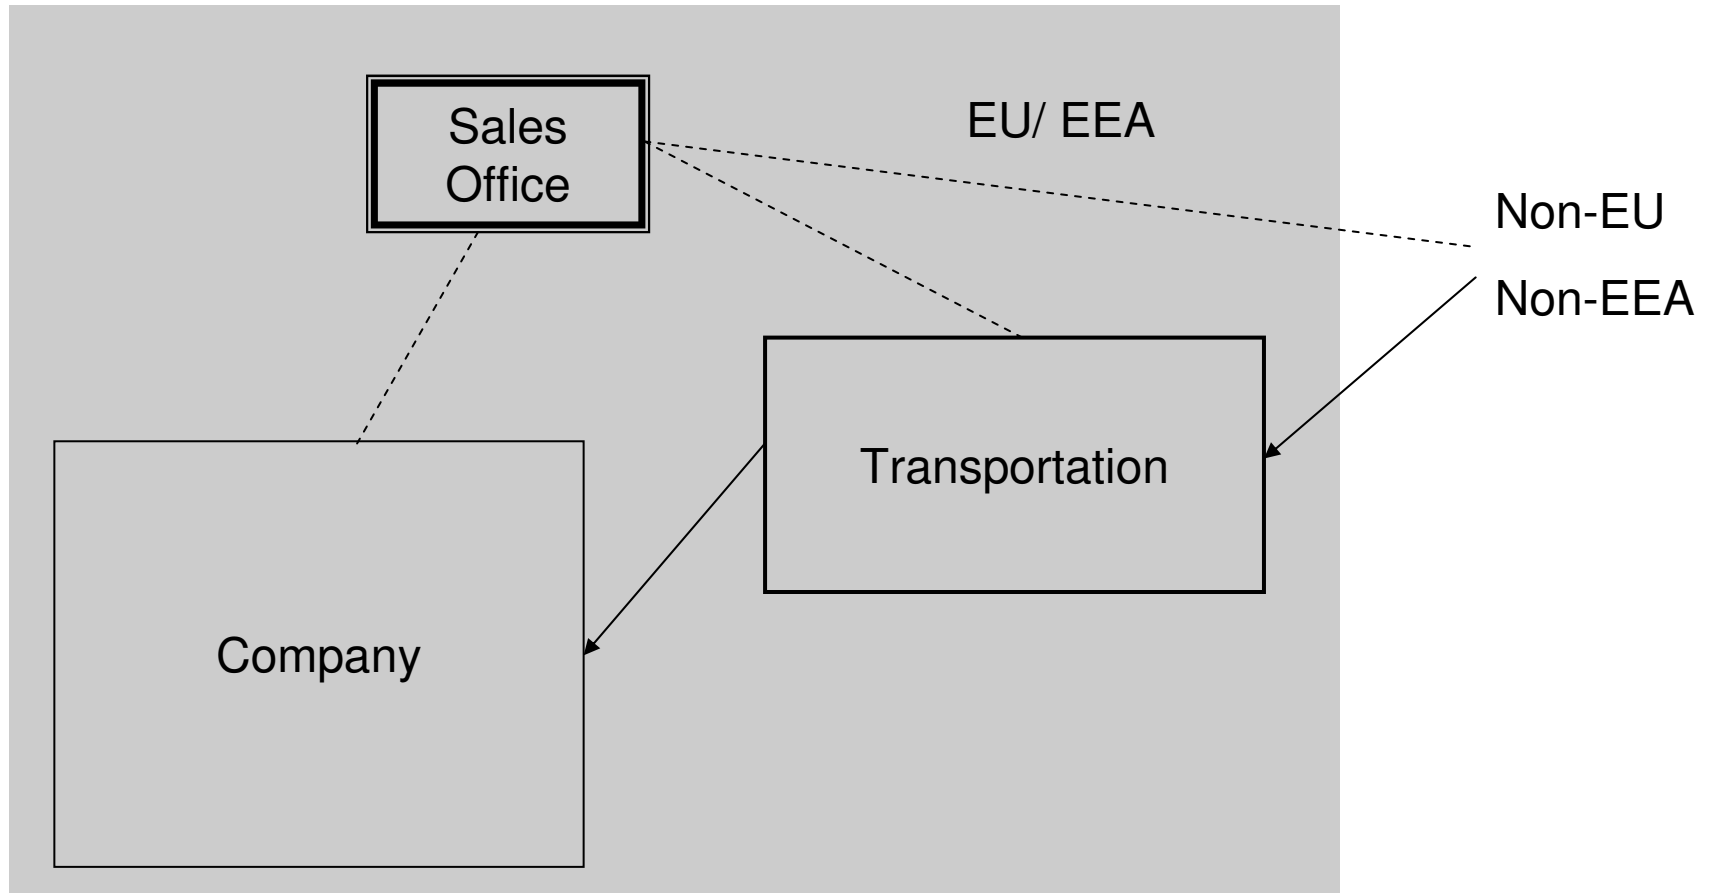 Sales
Office
EU/ EEA
Non-EU
Non-EEA
Transportation
Company